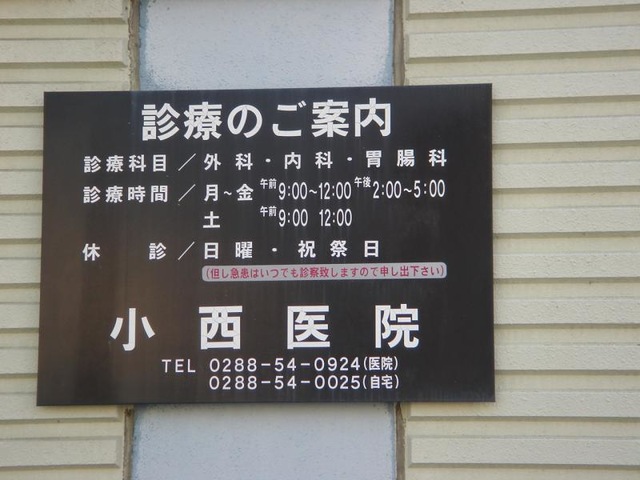 診療のご案内
診療科目／外科・内科・胃腸科
診療時間／月～金 午前9:00～12:00 午後2:00～5:00
土 午前9:00 12:00
休診／日曜・祝祭日
(但し急患はいつでも診察致しますので申し出下さい)
小西医院
TEL 0288-54-0924(医院)
0288-54-0025(自宅)